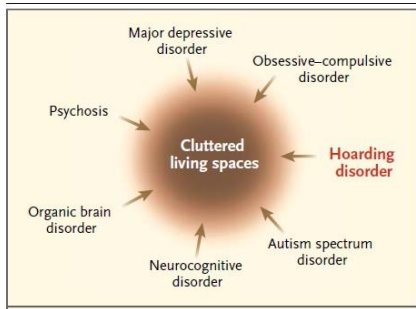 Major depressive
disorder
Obsessive–compulsive
disorder
Psychosis
Cluttered
living spaces
Hoarding
disorder
Organic brain
disorder
Autism spectrum
disorder
Neurocognitive
disorder